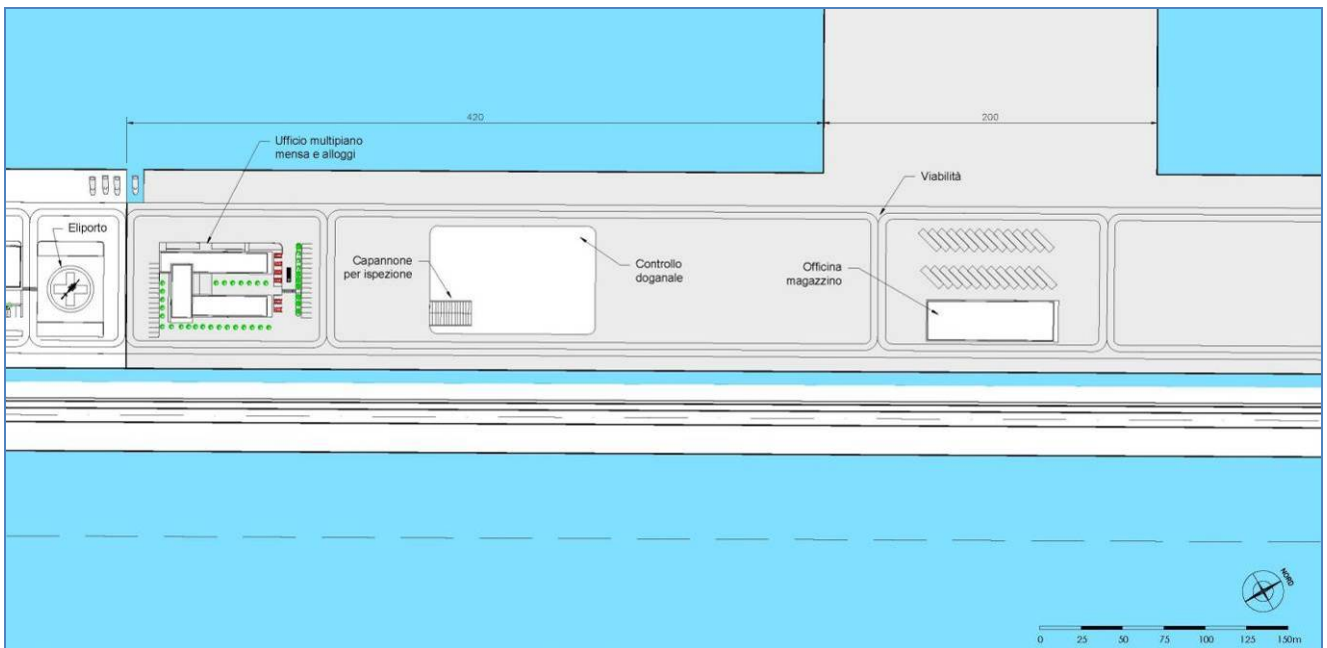 420
200
Ufficio multipiano
mensa e alloggi
Viabilità
Eliporto
Capannone
per ispezione
Controllo
doganale
Officina
magazzino
NORD
0 25 50 75 100 125 150m